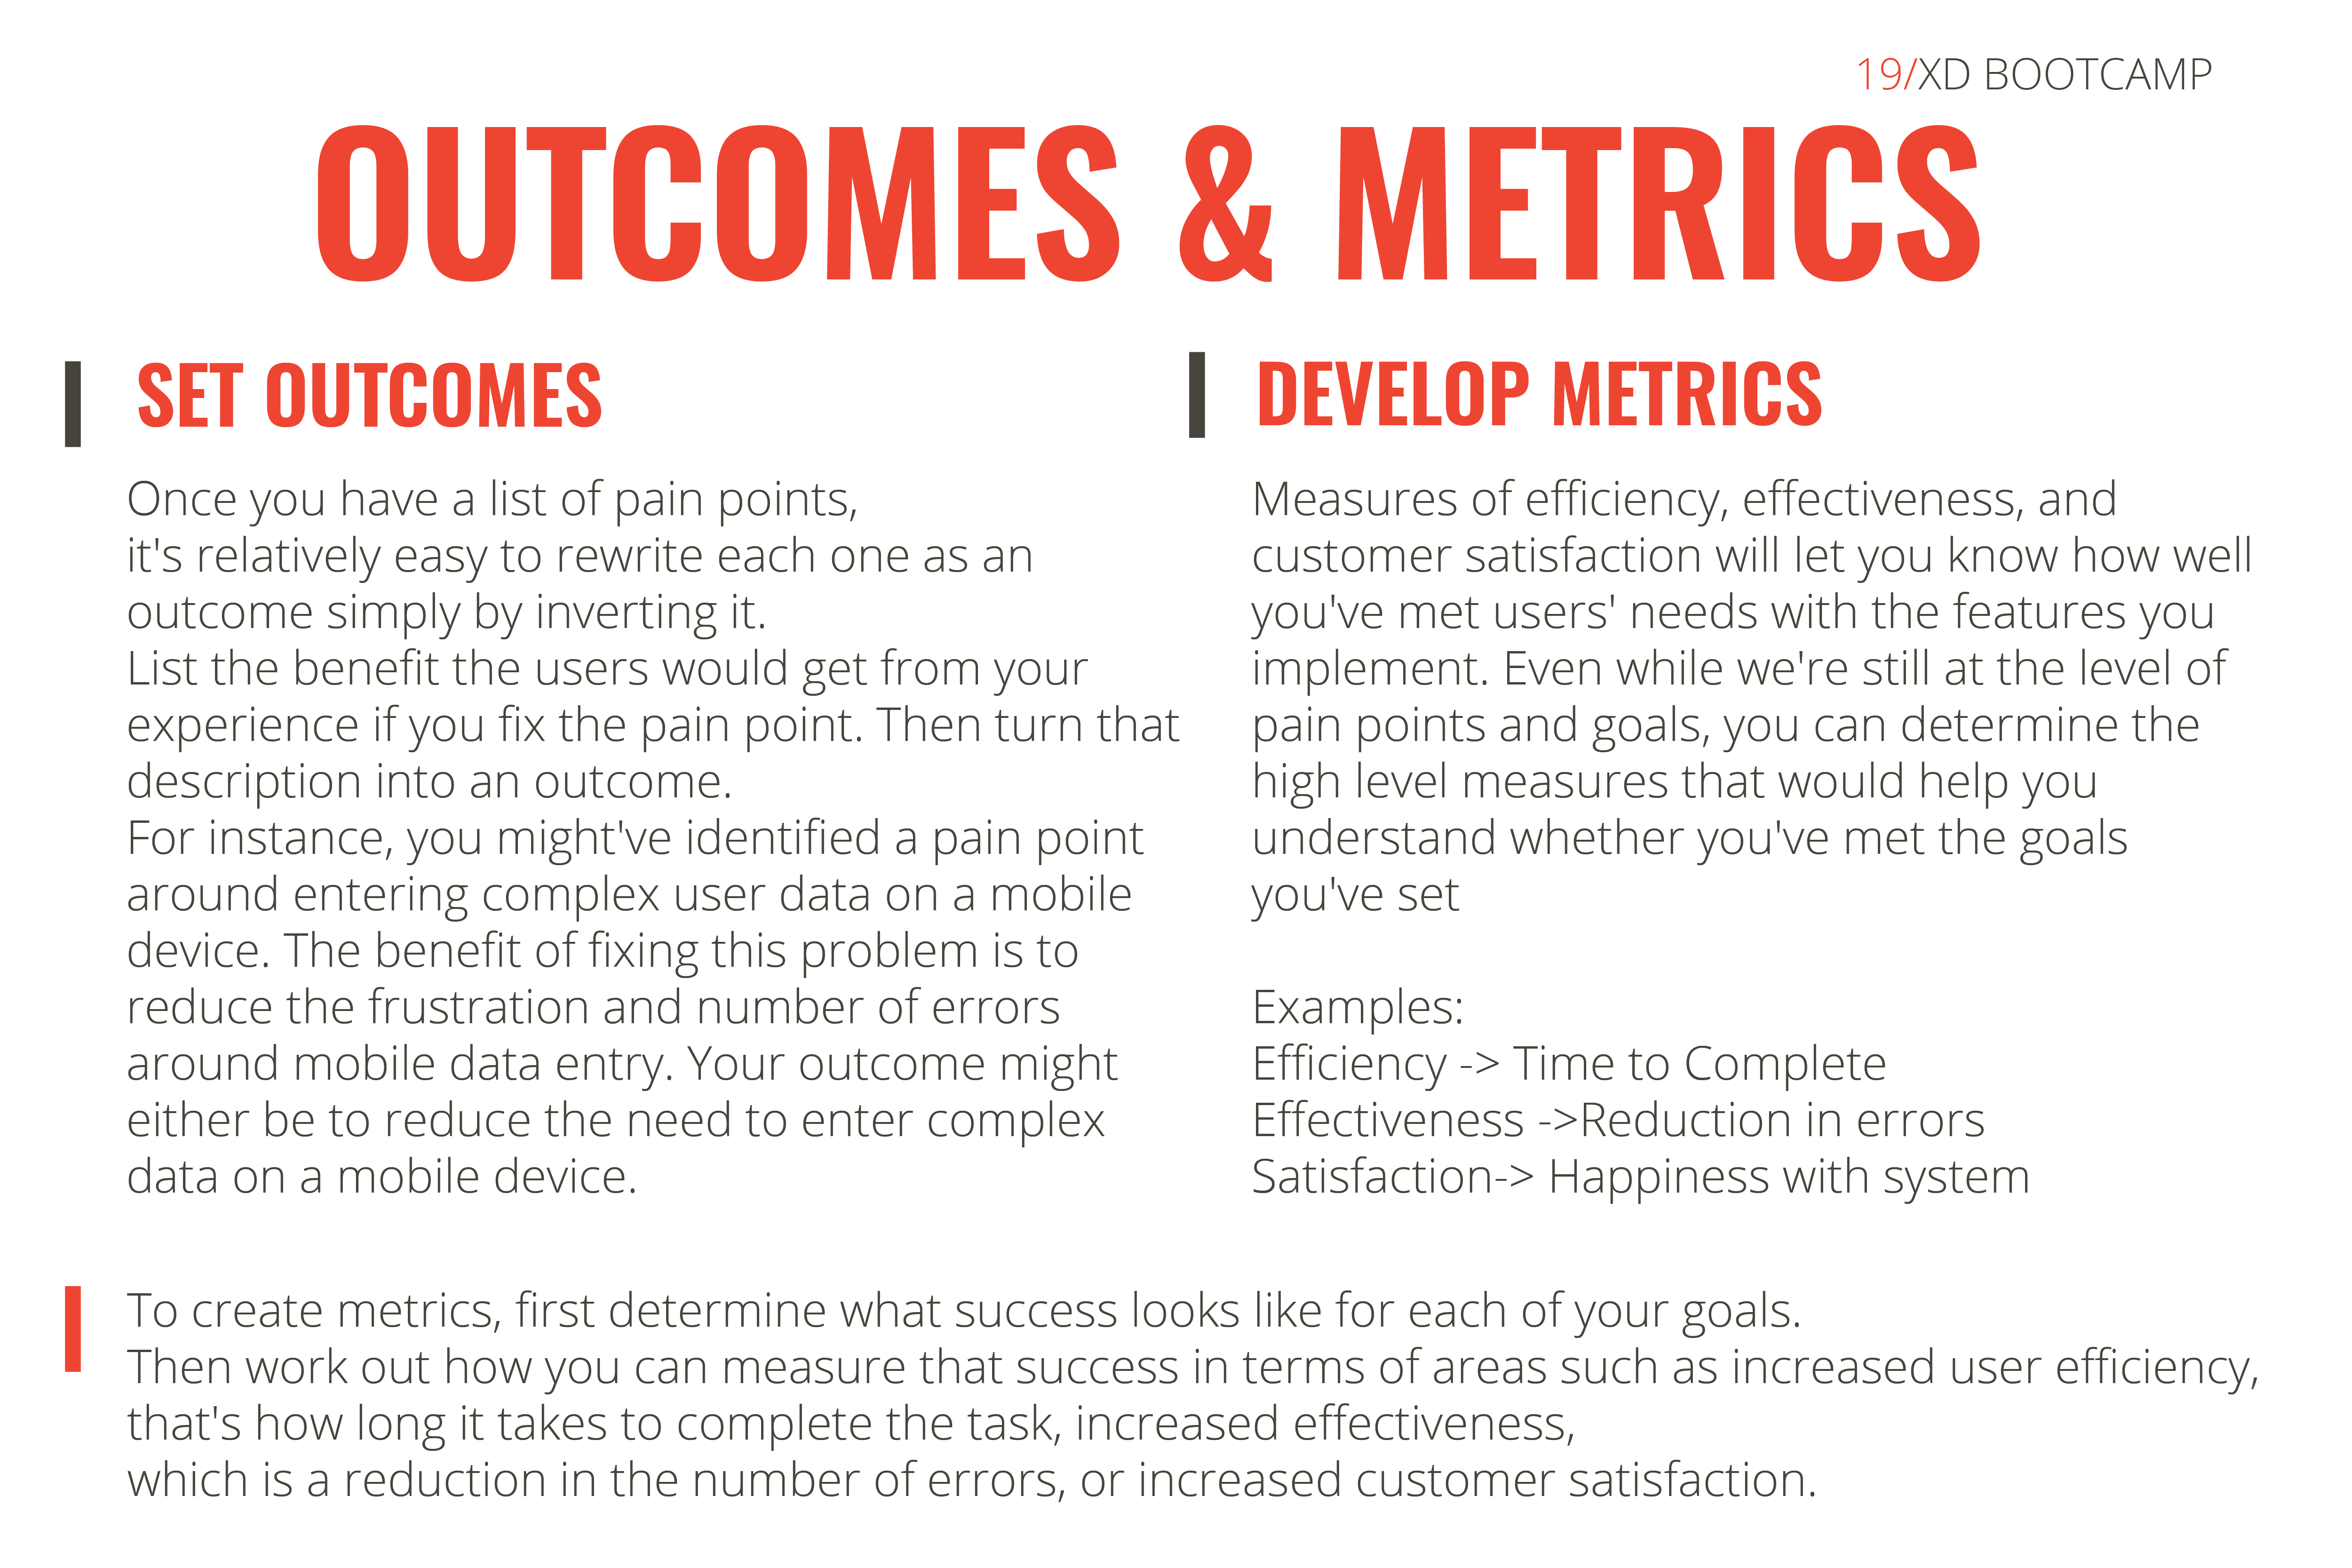 19/XD BOOTCAMP
OUTCOMES & METRICS
SET OUTCOMES
Once you have a list of pain points,
it's relatively easy to rewrite each one as an
outcome simply by inverting it.
List the benefit the users would get from your
experience if you fix the pain point. Then turn that
description into an outcome.
For instance, you might've identified a pain point
around entering complex user data on a mobile
device. The benefit of fixing this problem is to
reduce the frustration and number of errors
around mobile data entry. Your outcome might
either be to reduce the need to enter complex
data on a mobile device.
DEVELOP METRICS
Measures of efficiency, effectiveness, and
customer satisfaction will let you know how well
you've met users' needs with the features you
implement. Even while we're still at the level of
pain points and goals, you can determine the
high level measures that would help you
understand whether you've met the goals
you've set
Examples:
Efficiency -> Time to Complete
Effectiveness ->Reduction in errors
Satisfaction-> Happiness with system
To create metrics, first determine what success looks like for each of your goals.
Then work out how you can measure that success in terms of areas such as increased user efficiency,
that's how long it takes to complete the task, increased effectiveness,
which is a reduction in the number of errors, or increased customer satisfaction.